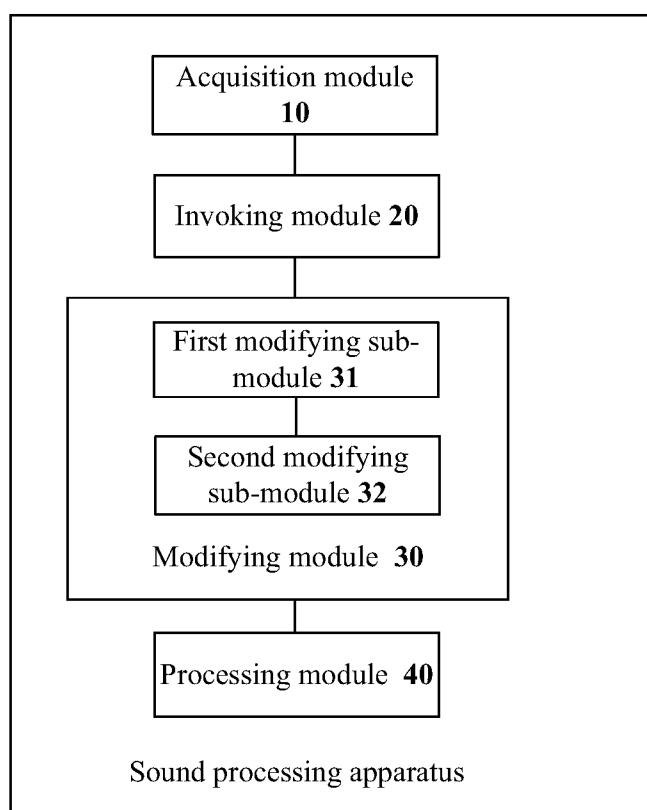 Acquisition module
10
Invoking module 20
First modifying sub-
module 31
Second modifying
sub-module 32
Modifying module 30
Processing module 40
Sound processing apparatus